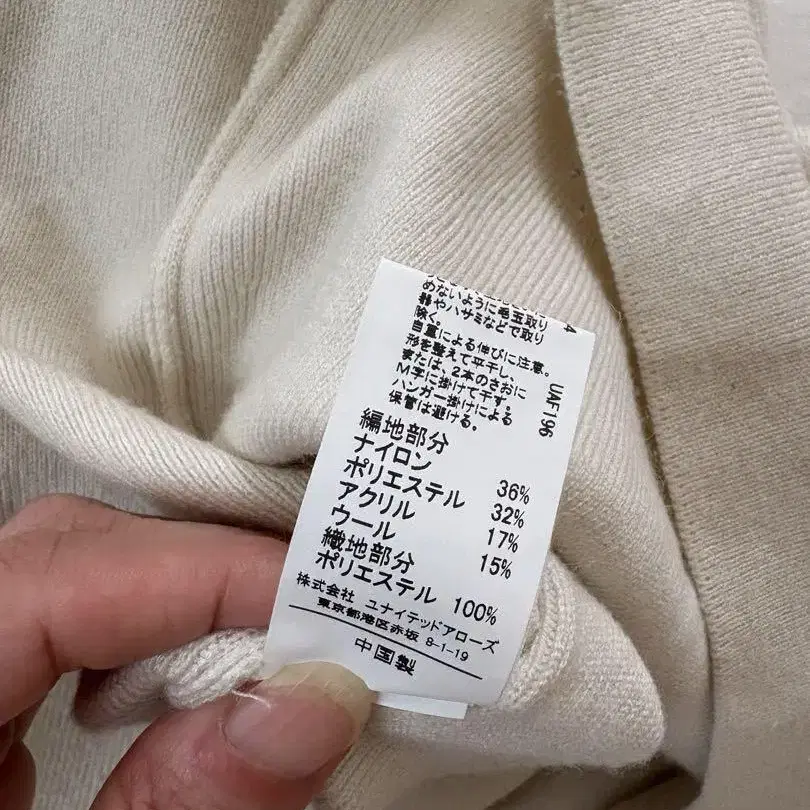 めないように毛玉取り
器やハサミなどで取り
除く。
自重による伸びに注意。
形を整えて平干し、
または、2本のさおに
M字に掛けて干す。
ハンガー掛けによる
保管は避ける。
編地部分
ナイロン 36%
ポリエステル 32%
アクリル 17%
ウール 15%
織地部分
ポリエステル 100%
株式会社 ユナイテッドアローズ
東京都港区赤坂 8-1-19
中国製
UAF196
4